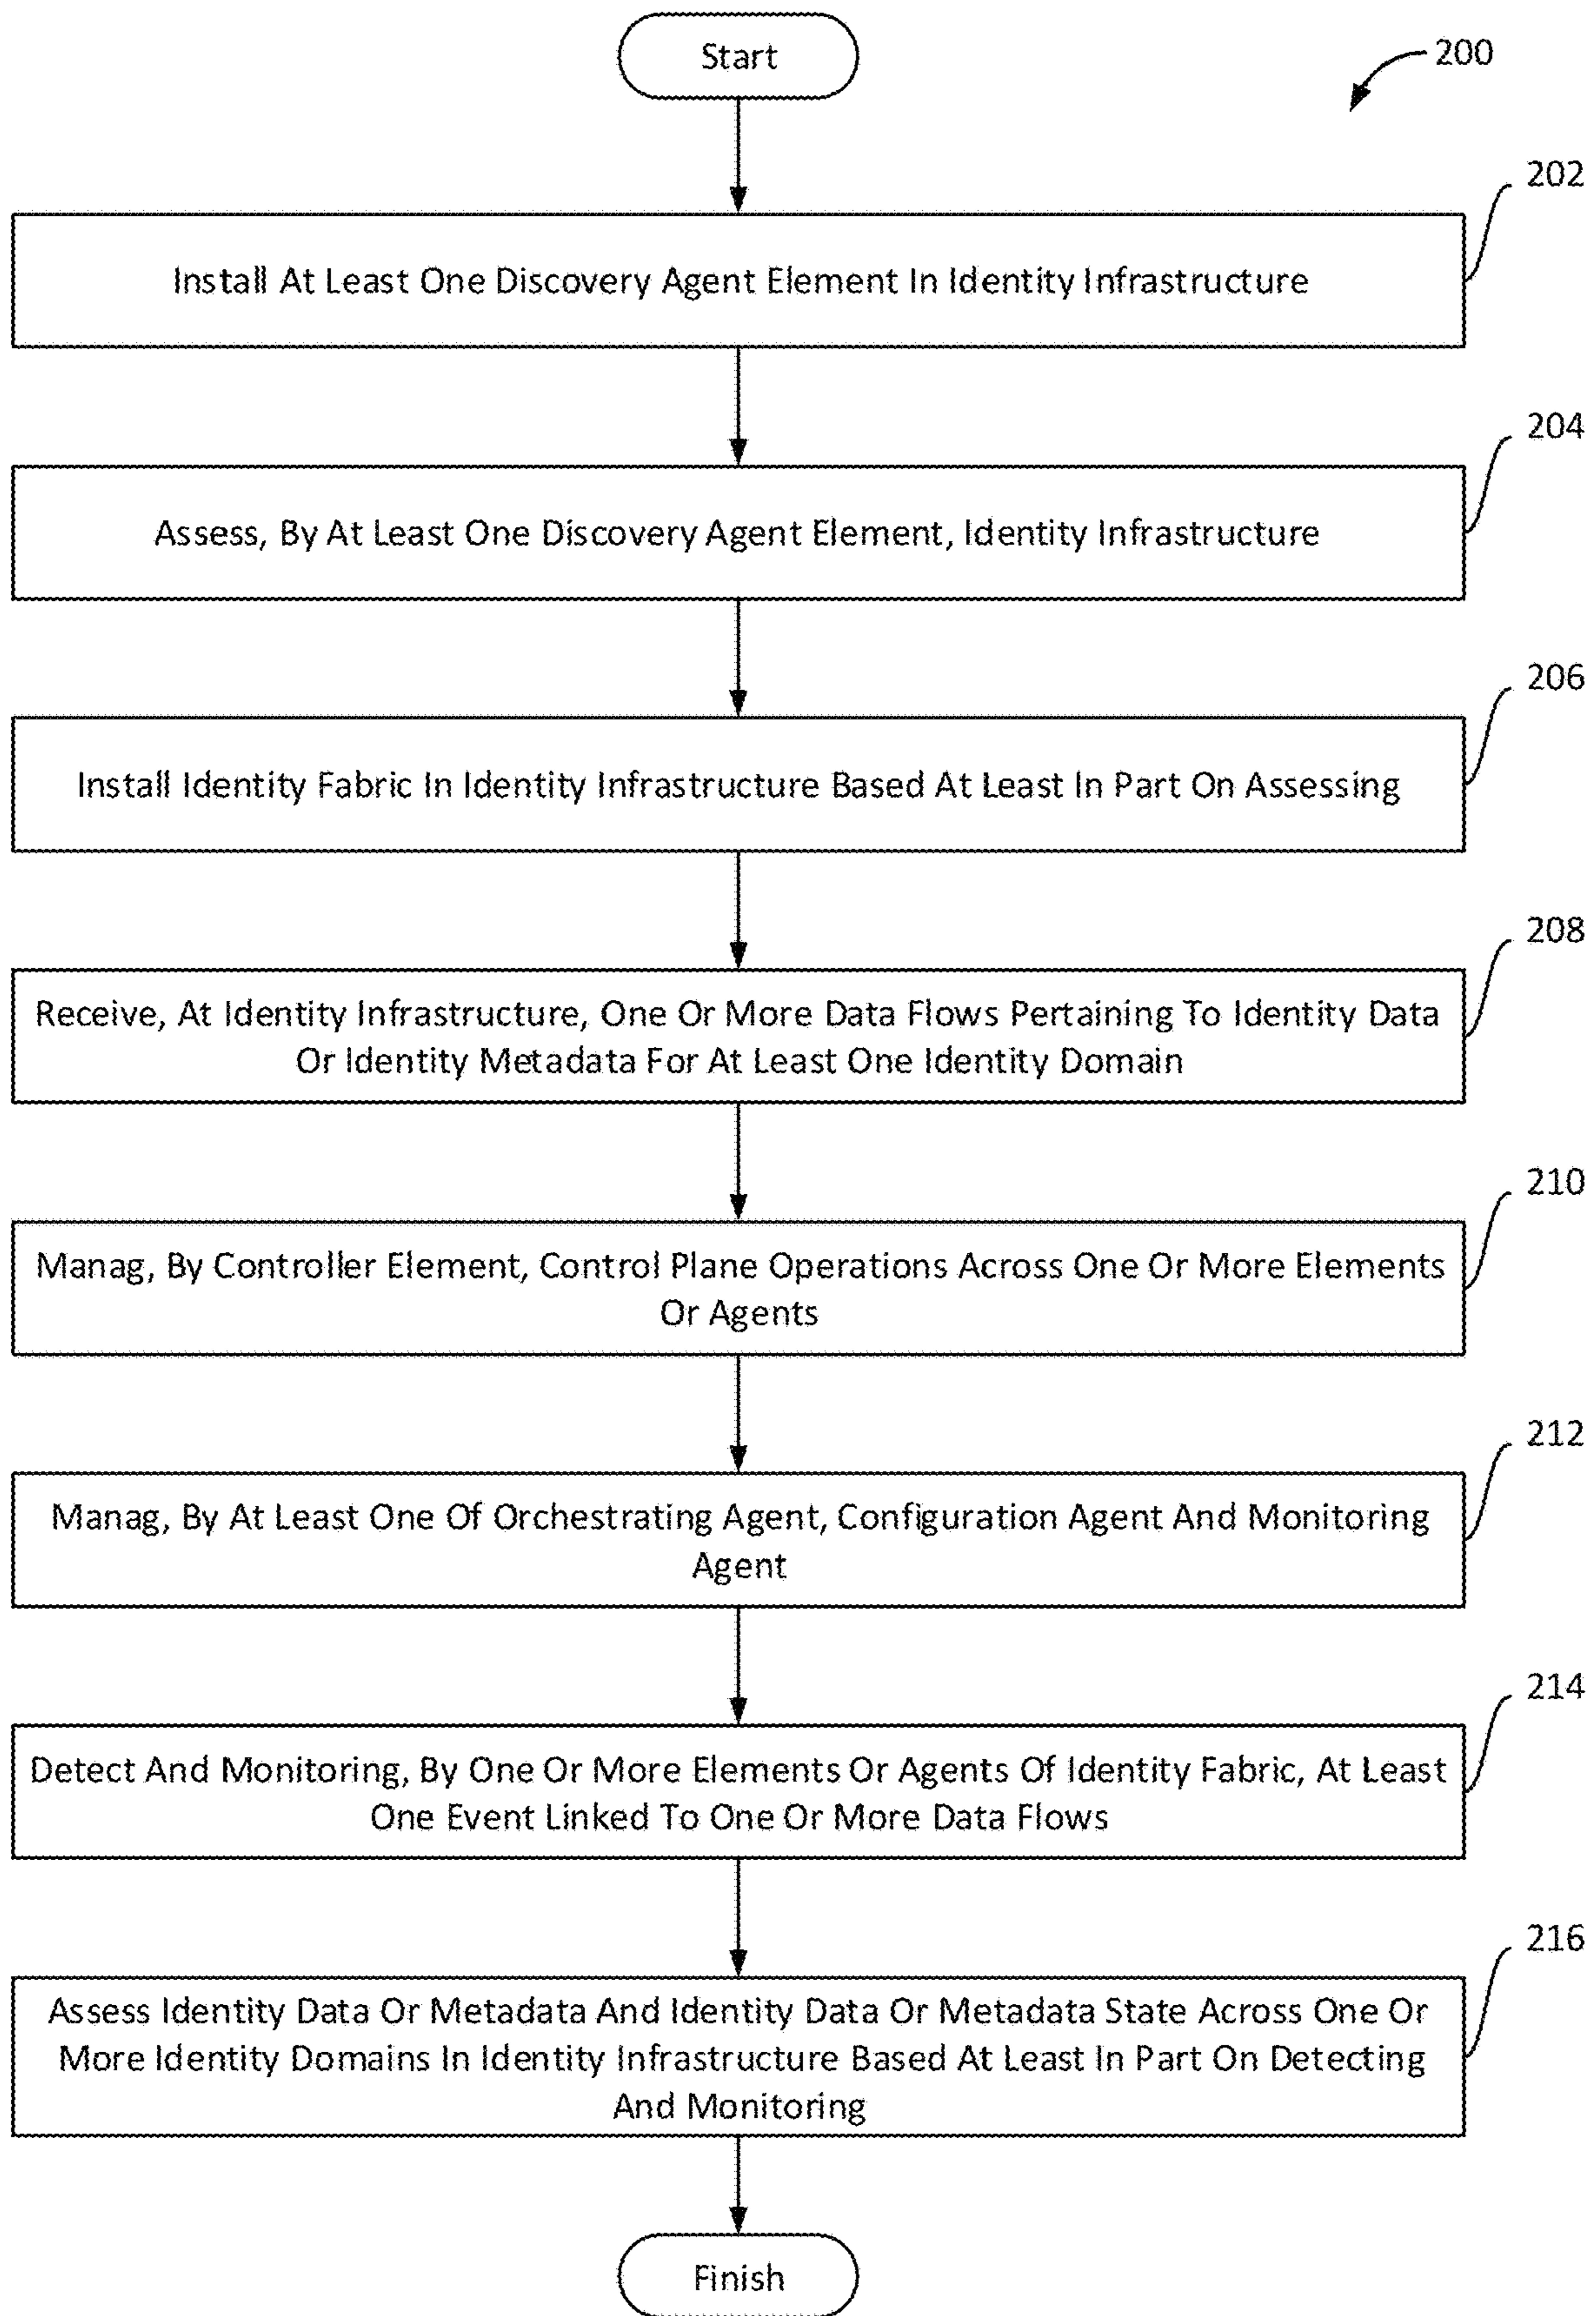 Start
200
202
Install At Least One Discovery Agent Element In Identity Infrastructure
204
Assess, By At Least One Discovery Agent Element, Identity Infrastructure
206
Install Identity Fabric In Identity Infrastructure Based At Least In Part On Assessing
208
Receive, At Identity Infrastructure, One Or More Data Flows Pertaining To Identity Data
Or Identity Metadata For At Least One Identity Domain
210
Manag, By Controller Element, Control Plane Operations Across One Or More Elements
Or Agents
212
Manag, By At Least One Of Orchestrating Agent, Configuration Agent And Monitoring
Agent
214
Detect And Monitoring, By One Or More Elements Or Agents Of Identity Fabric, At Least
One Event Linked To One Or More Data Flows
216
Assess Identity Data Or Metadata And Identity Data Or Metadata State Across One Or
More Identity Domains In Identity Infrastructure Based At Least In Part On Detecting
And Monitoring
Finish